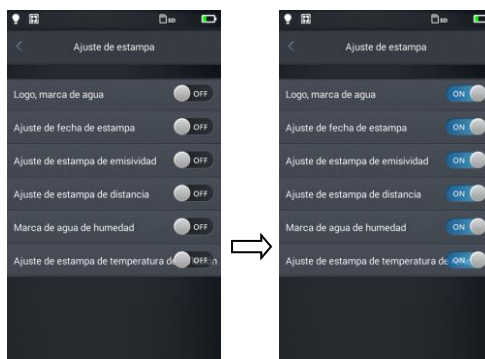 SD
Ajuste de estampa
Logo, marca de agua OFF
Ajuste de fecha de estampa OFF
Ajuste de estampa de emisividad OFF
Ajuste de estampa de distancia OFF
Marca de agua de humedad OFF
Ajuste de estampa de temperatura de OFF n
SD
Ajuste de estampa
Logo, marca de agua ON
Ajuste de fecha de estampa ON
Ajuste de estampa de emisividad ON
Ajuste de estampa de distancia ON
Marca de agua de humedad ON
Ajuste de estampa de temperatura de ON